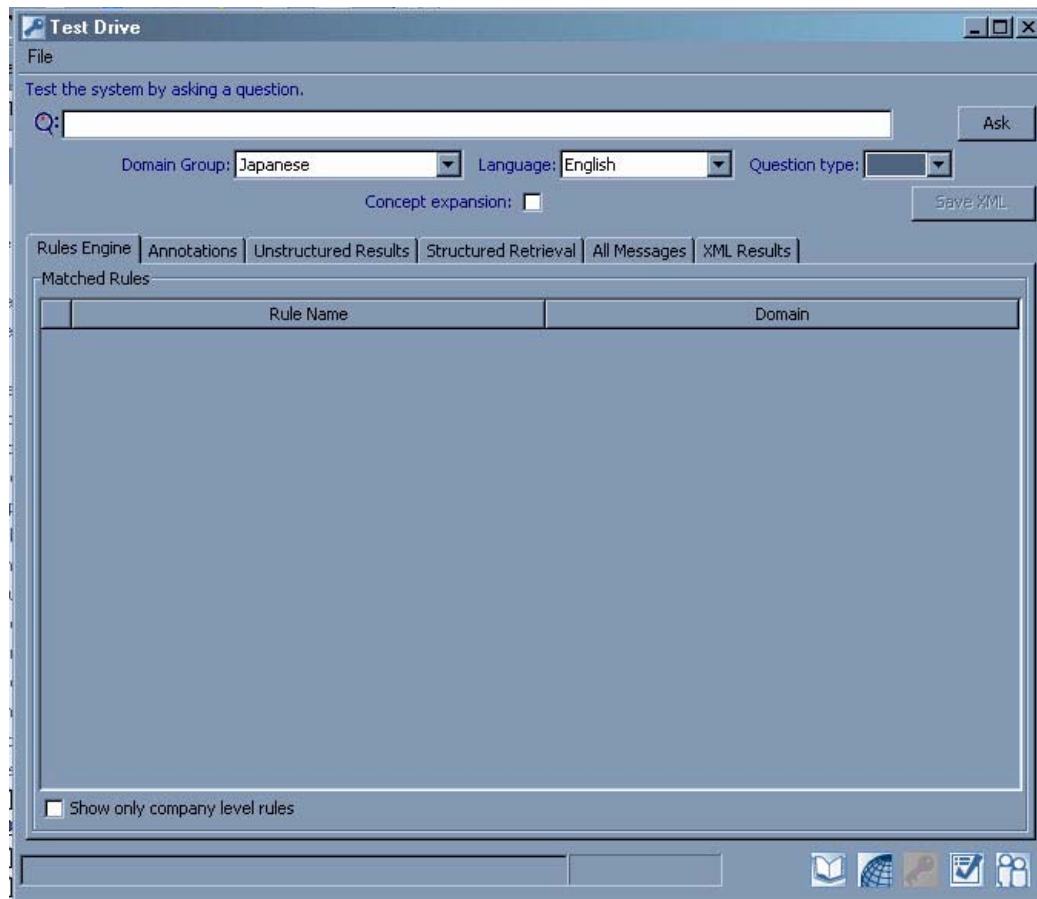 Test Drive
File
Test the system by asking a question.
Q: Ask
Domain Group: Japanese Language: English Question type:
Concept expansion: Save XML
Rules Engine Annotations Unstructured Results Structured Retrieval All Messages XML Results
Matched Rules
Rule Name Domain
Show only company level rules